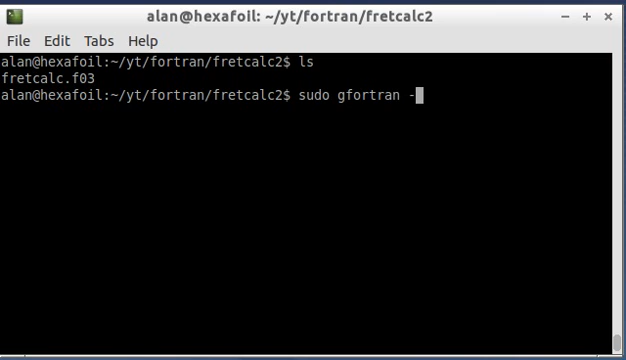 alan@hexafoil: ~/yt/fortran/fretcalc2
File Edit Tabs Help
alan@hexafoil:~/yt/fortran/fretcalc2$ ls
fretcalc.f03
alan@hexafoil:~/yt/fortran/fretcalc2$ sudo gfortran -